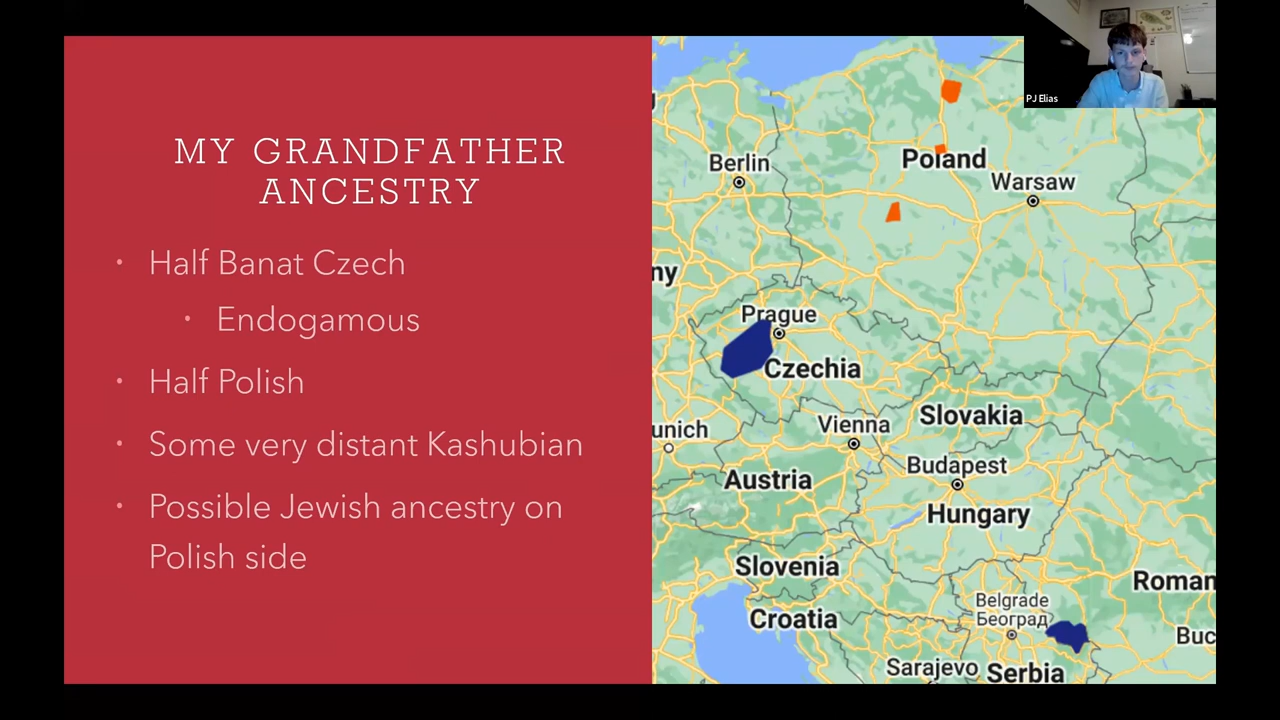 MY GRANDFATHER
ANCESTRY
• Half Banat Czech
• Endogamous
• Half Polish
• Some very distant Kashubian
• Possible Jewish ancestry on
Polish side
PJ Elias
Berlin
Poland
Warsaw
ny
Prague
Czechia
Slovakia
unich
Vienna
Budapest
Austria
Hungary
Slovenia
Roman
Croatia
Belgrade
Београд
Buc
Sarajevo
Serbia